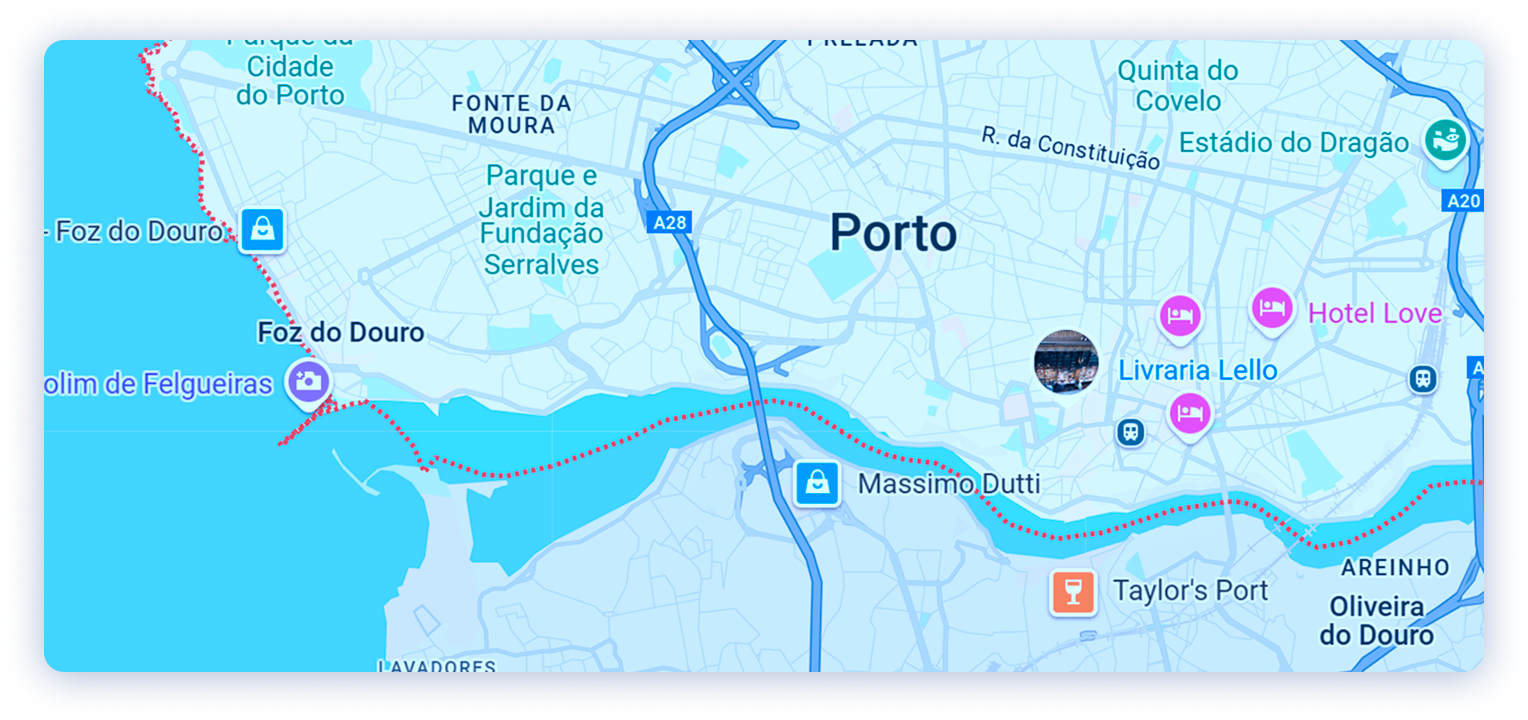 Parque da
Cidade
do Porto
PRELADA
FONTE DA
MOURA
Quinta do
Covelo
R. da Constituição
Estádio do Dragão
Parque e
Jardim da
Fundação
Serralves
A28
A20
- Foz do Douro
Porto
Foz do Douro
Hotel Love
olim de Felgueiras
Livraria Lello
A
Massimo Dutti
AREINHO
Taylor's Port
Oliveira
do Douro
LAVADORES